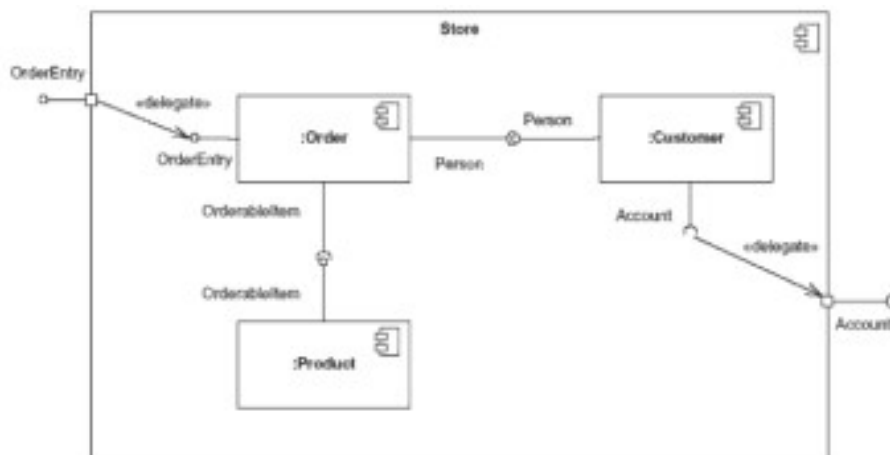 Store
OrderEntry
«delegate»
:Order
OrderEntry
Person
Person
:Customer
OrderableItem
Account
«delegate»
OrderableItem
Account
:Product